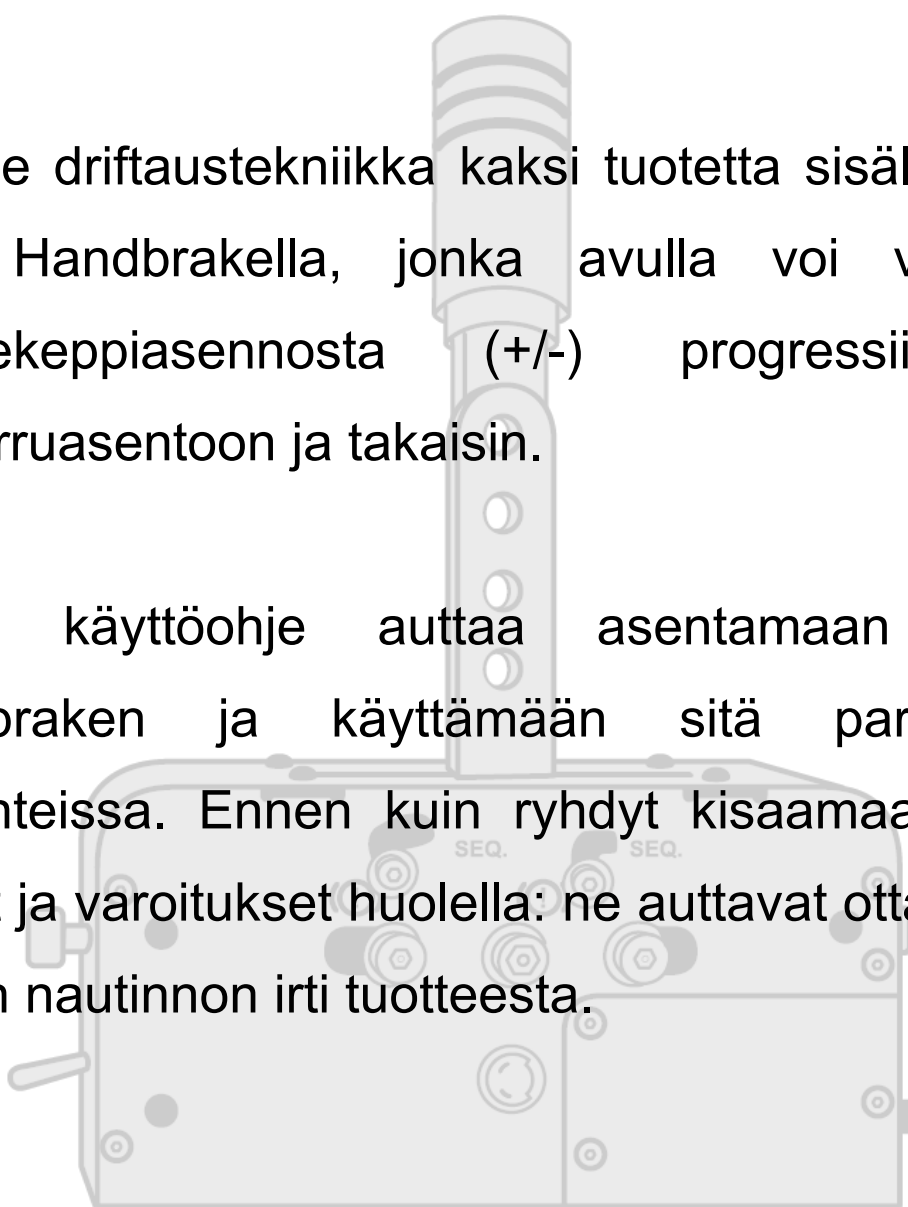 e driftaustekniikka kaksi tuotetta sisäl
Handbrakella, jonka avulla voi v
ekeppiasennosta (+/-) progressii
rruasentoon ja takaisin.
käyttöohje auttaa asentamaan
braken ja käyttämään sitä par
nteissa. Ennen kuin ryhdyt kisaamaa
SEQ. SEQ.
t ja varoitukset huolella: ne auttavat otta
n nautinnon irti tuotteesta.